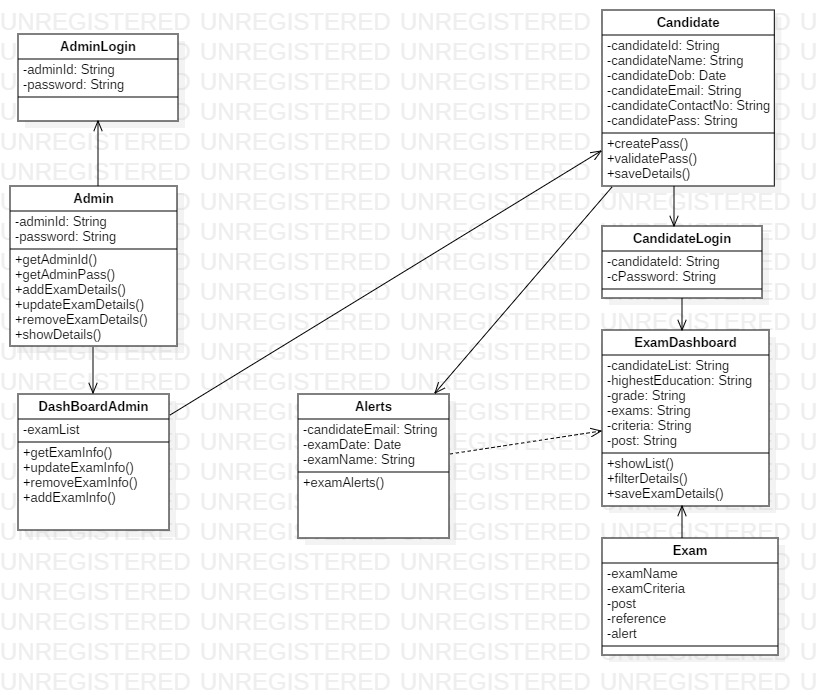 AdminLogin
-adminId: String
-password: String
Admin
-adminId: String
-password: String
+getAdminId()
+getAdminPass()
+addExamDetails()
+updateExamDetails()
+removeExamDetails()
+showDetails()
DashBoardAdmin
-examList
+getExamInfo()
+updateExamInfo()
+removeExamInfo()
+addExamInfo()
Alerts
-candidateEmail: String
-examDate: Date
-examName: String
+examAlerts()
Candidate
-candidateId: String
-candidateName: String
-candidateDob: Date
-candidateEmail: String
-candidateContactNo: String
-candidatePass: String
+createPass()
+validatePass()
+saveDetails()
CandidateLogin
-candidateId: String
-cPassword: String
ExamDashboard
-candidateList: String
-highestEducation: String
-grade: String
-exams: String
-criteria: String
-post: String
+showList()
+filterDetails()
+saveExamDetails()
Exam
-examName
-examCriteria
-post
-reference
-alert
UNREGISTERED